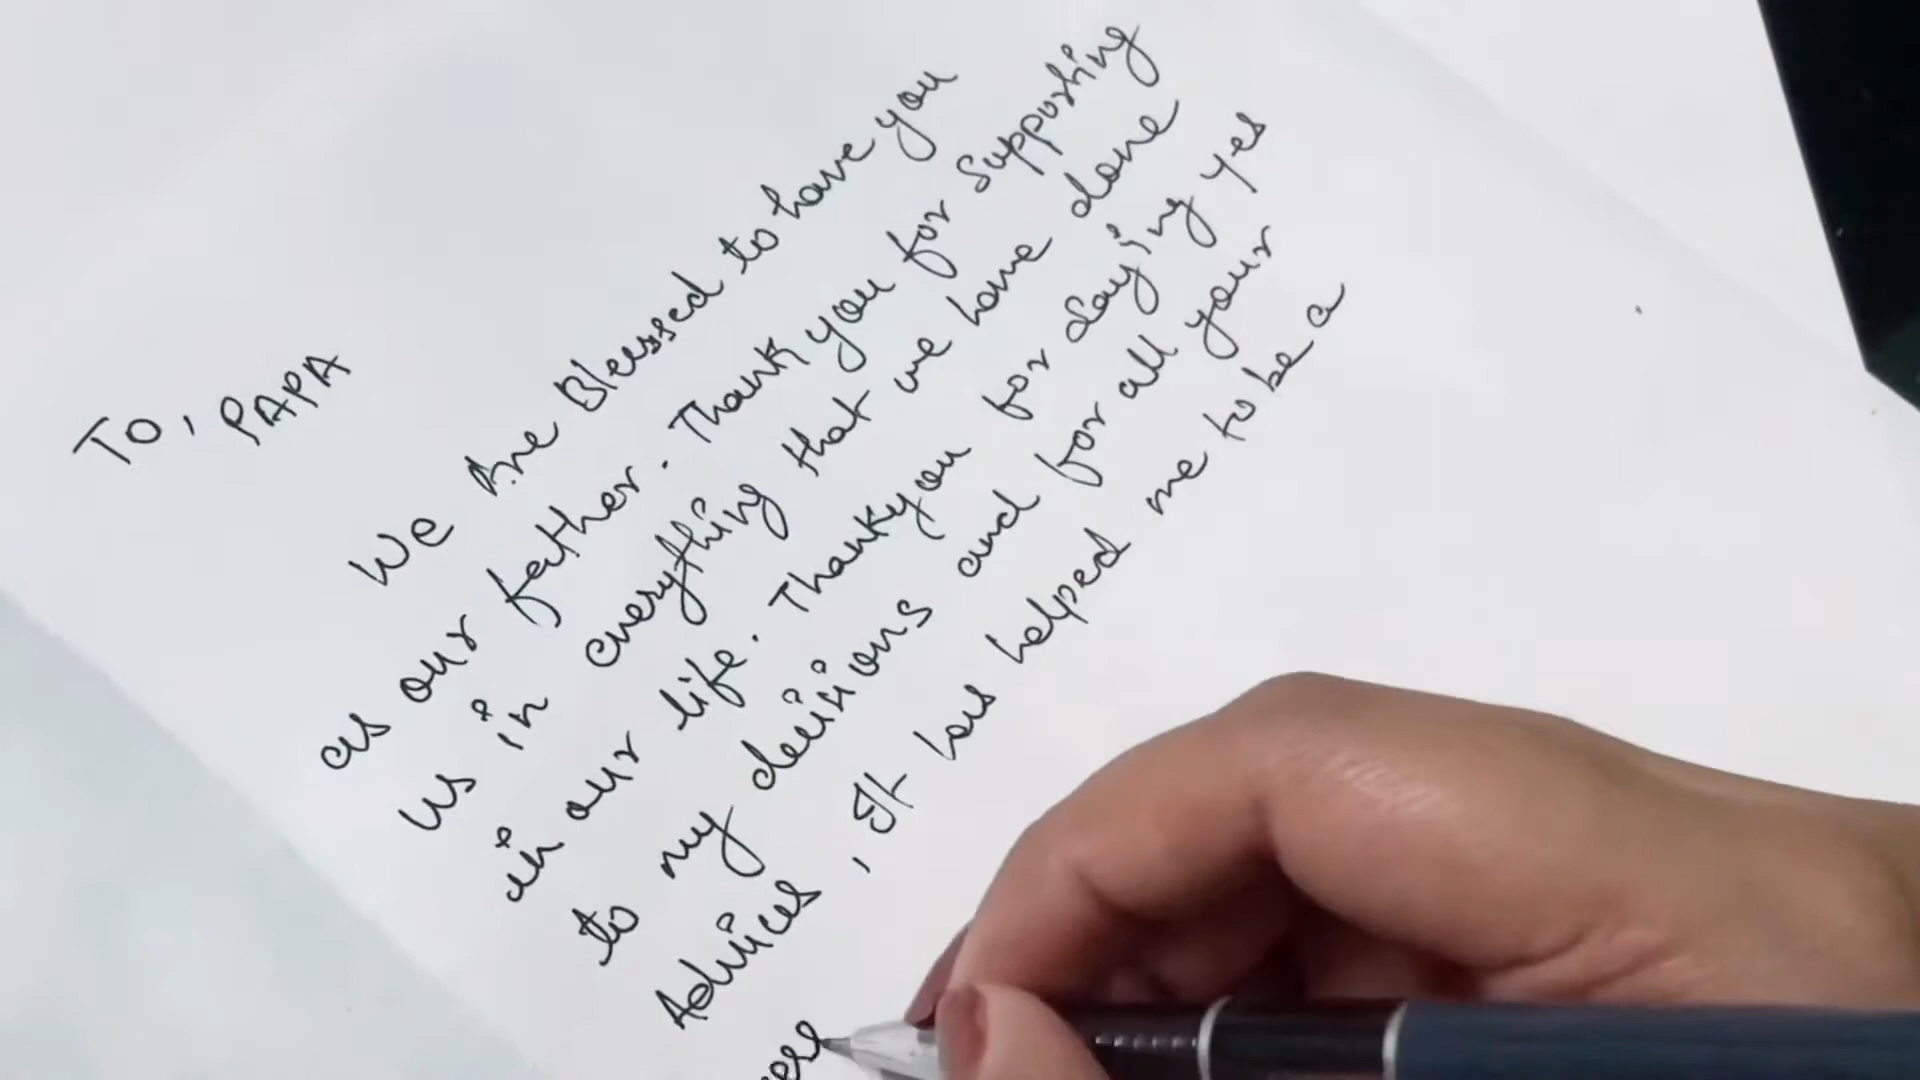 To, PAPA
We Are Blessed to have you
as our father. Thank you for Supporting
us in everything that we have done
in our life. Thankyou for Saying yes
to my decisions and for all your
Advices, It has helped me to be a